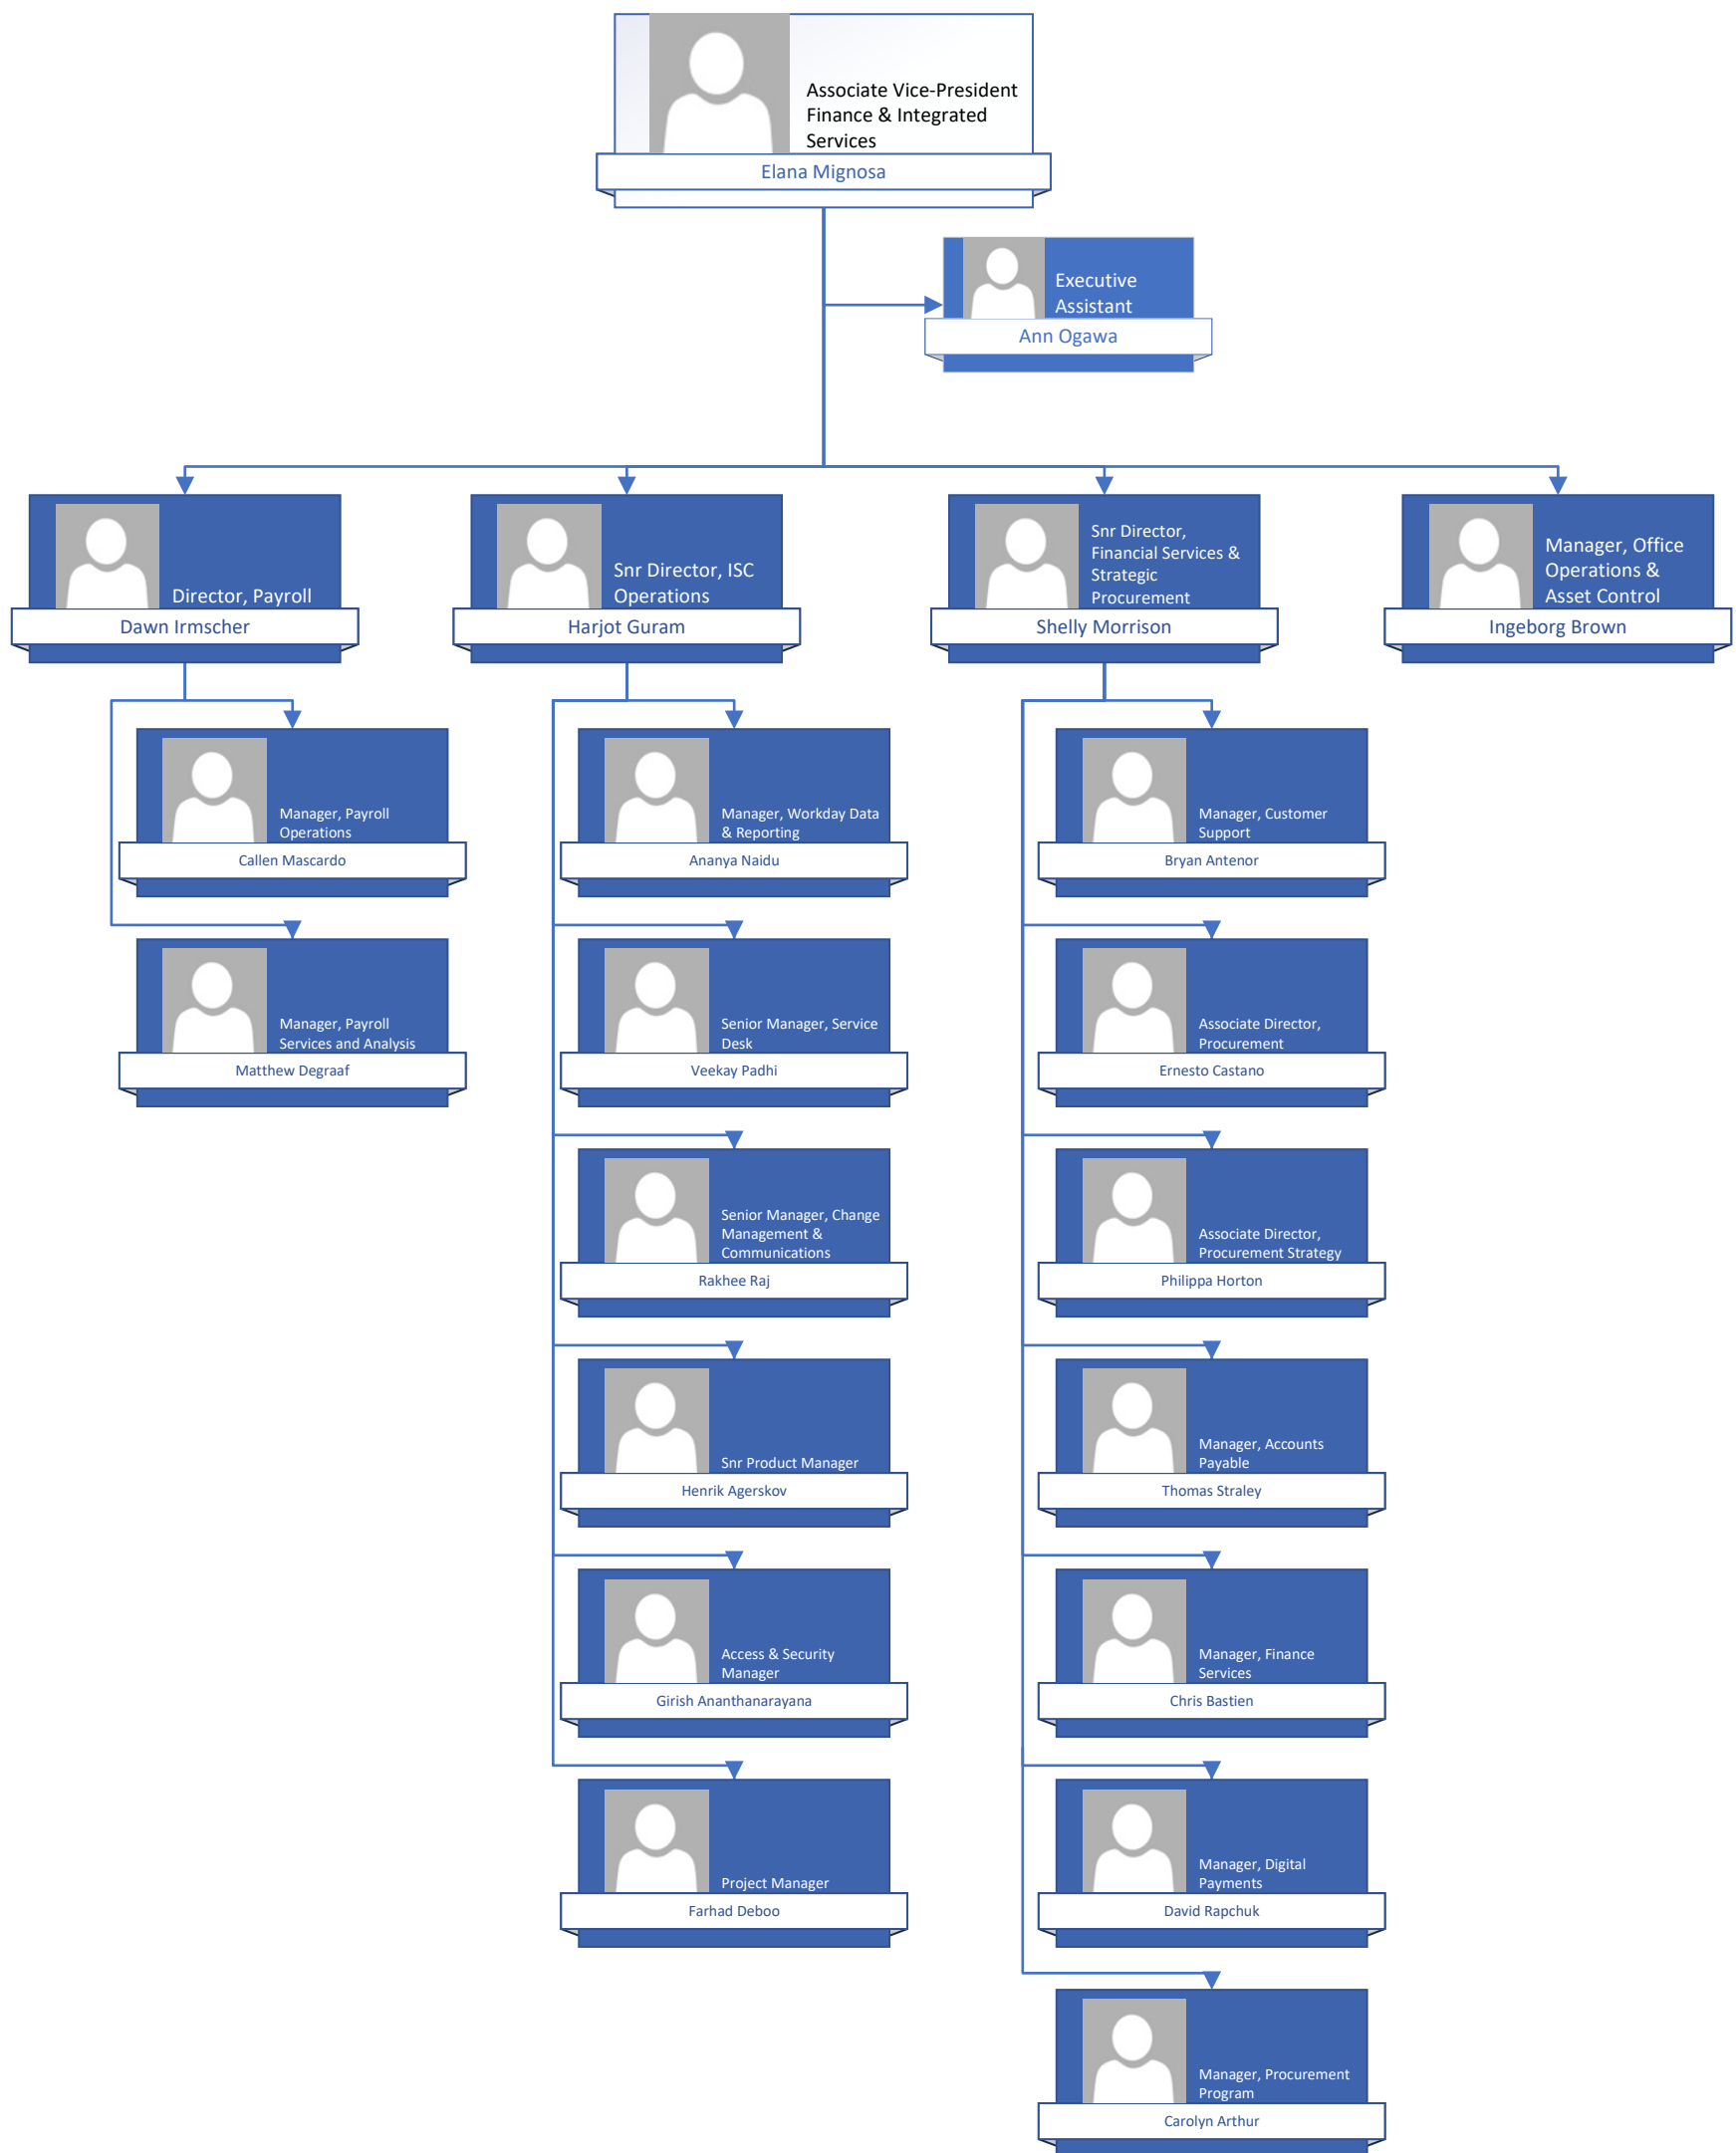 Associate Vice-President
Finance & Integrated
Services
Elana Mignosa
Executive
Assistant
Ann Ogawa
Director, Payroll
Dawn Irmscher
Snr Director, ISC
Operations
Harjot Guram
Snr Director,
Financial Services &
Strategic
Procurement
Shelly Morrison
Manager, Office
Operations &
Asset Control
Ingeborg Brown
Manager, Payroll
Operations
Callen Mascardo
Manager, Workday Data
& Reporting
Ananya Naidu
Manager, Customer
Support
Bryan Antenor
Manager, Payroll
Services and Analysis
Matthew Degraaf
Senior Manager, Service
Desk
Veekay Padhi
Associate Director,
Procurement
Ernesto Castano
Senior Manager, Change
Management &
Communications
Rakhee Raj
Associate Director,
Procurement Strategy
Philippa Horton
Snr Product Manager
Henrik Agerskov
Manager, Accounts
Payable
Thomas Straley
Access & Security
Manager
Girish Ananthanarayana
Manager, Finance
Services
Chris Bastien
Project Manager
Farhad Deboo
Manager, Digital
Payments
David Rapchuk
Manager, Procurement
Program
Carolyn Arthur